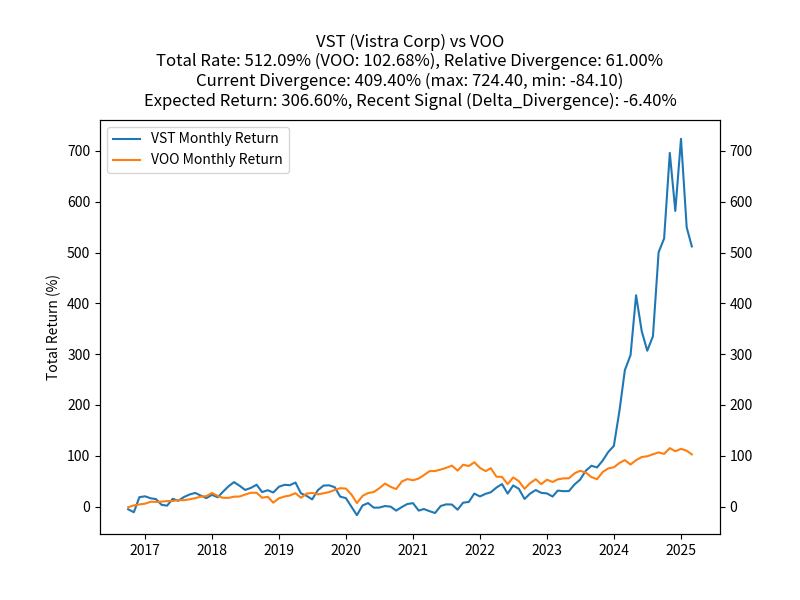 VST (Vistra Corp) vs VOO
Total Rate: 512.09% (VOO: 102.68%), Relative Divergence: 61.00%
Current Divergence: 409.40% (max: 724.40, min: -84.10)
Expected Return: 306.60%, Recent Signal (Delta_Divergence): -6.40%
VST Monthly Return
VOO Monthly Return
Total Return (%)
700
600
500
400
300
200
100
0
700
600
500
400
300
200
100
0
2017 2018 2019 2020 2021 2022 2023 2024 2025